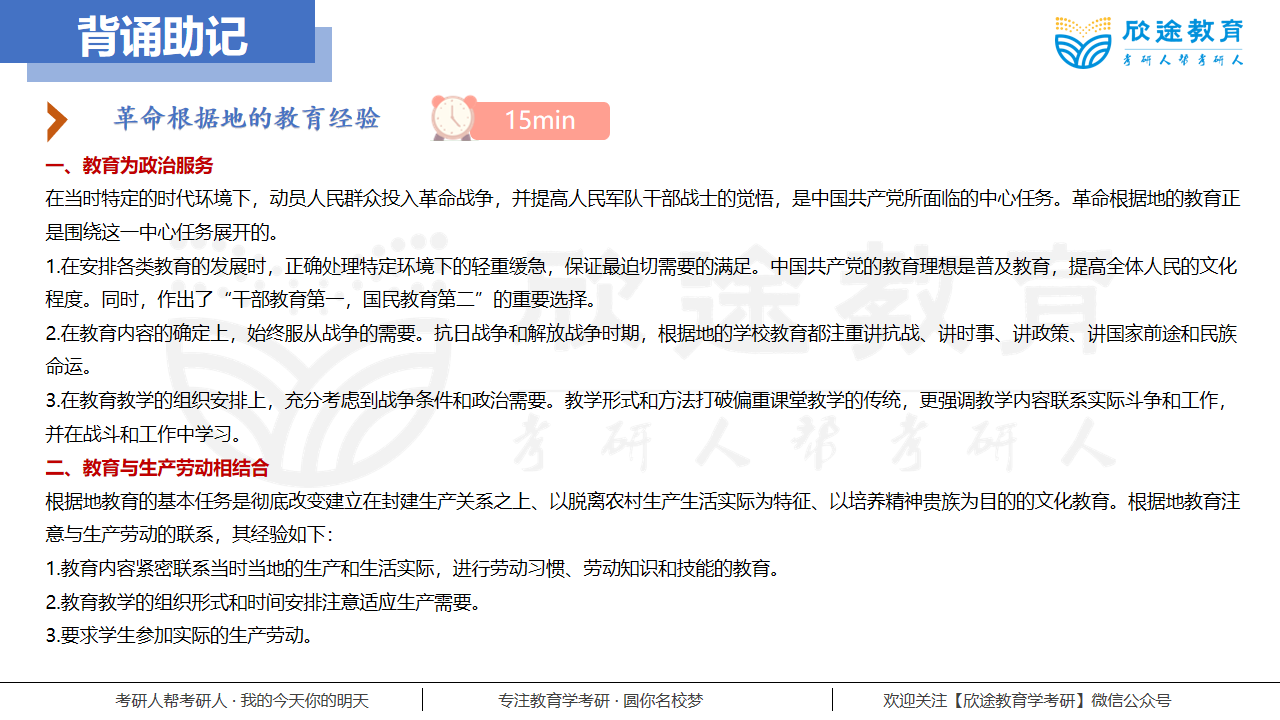 背诵助记
欣途教育
考研人帮考研人
革命根据地的教育经验
15min
一、教育为政治服务
在当时特定的时代环境下，动员人民群众投入革命战争，并提高人民军队干部战士的觉悟，是中国共产党所面临的中心任务。革命根据地的教育正
是围绕这一中心任务展开的。
1.在安排各类教育的发展时，正确处理特定环境下的轻重缓急，保证最迫切需要的满足。中国共产党的教育理想是普及教育，提高全体人民的文化
程度。同时，作出了“干部教育第一，国民教育第二”的重要选择。
2.在教育内容的确定上，始终服从战争的需要。抗日战争和解放战争时期，根据地的学校教育都注重讲抗战、讲时事、讲政策、讲国家前途和民族
命运。
3.在教育教学的组织安排上，充分考虑到战争条件和政治需要。教学形式和方法打破偏重课堂教学的传统，更强调教学内容联系实际斗争和工作，
并在战斗和工作中学习。
二、教育与生产劳动相结合
根据地教育的基本任务是彻底改变建立在封建生产关系之上、以脱离农村生产生活实际为特征、以培养精神贵族为目的的文化教育。根据地教育注
意与生产劳动的联系，其经验如下：
1.教育内容紧密联系当时当地的生产和生活实际，进行劳动习惯、劳动知识和技能的教育。
2.教育教学的组织形式和时间安排注意适应生产需要。
3.要求学生参加实际的生产劳动。
欣途教育
考研人帮考研人
考研人帮考研人 · 我的今天你的明天
专注教育学考研 · 圆你名校梦
欢迎关注【欣途教育学考研】微信公众号